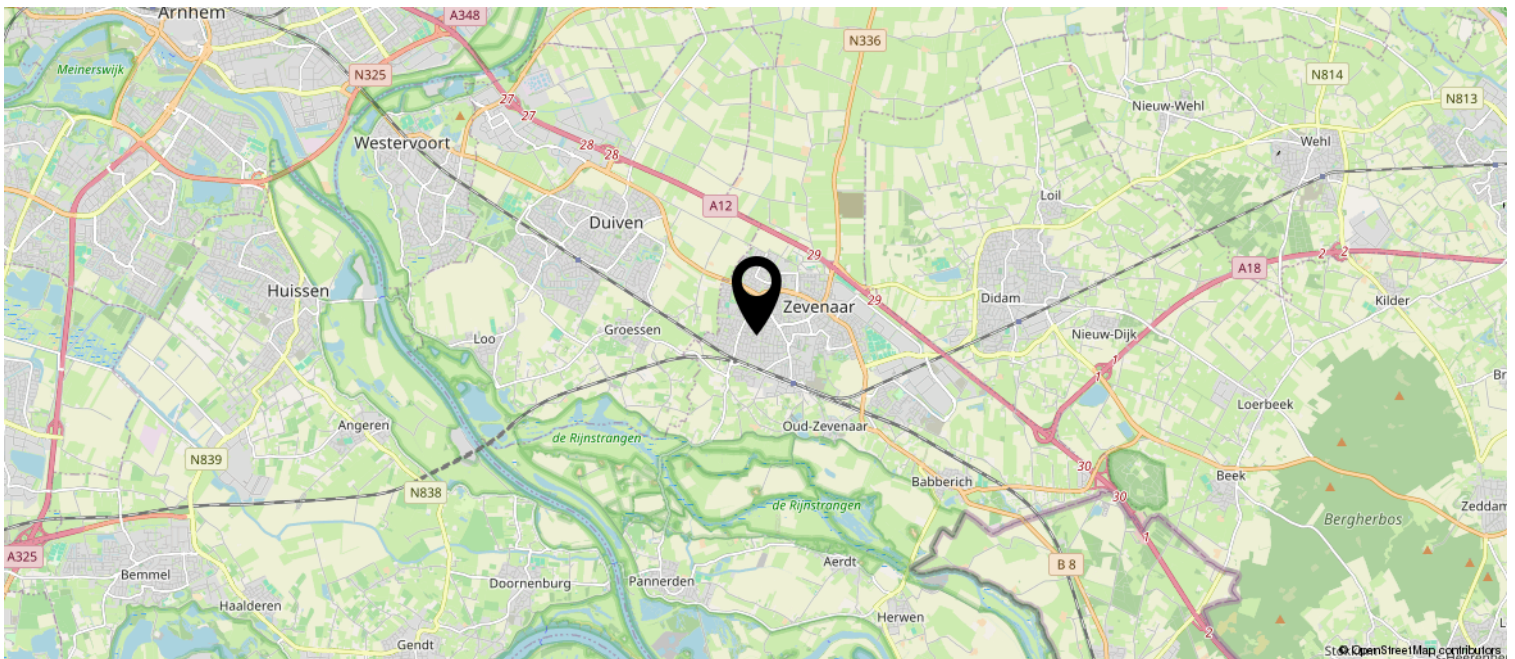 Arnhem
A348
N336
Meinerswijk
N325
N814
27
N813
Nieuw-Wehl
27
Westervoort
28
28
Wehl
A12
Loil
Duiven
29
2
2
A18
Huissen
29
Didam
Kilder
Zevenaar
Groessen
Nieuw-Dijk
Loo
1
1
Br
Loerbeek
Angeren
Oud-Zevenaar
de Rijnstrangen
N839
30
Beek
Babberich
N838
30
de Rijnstrangen
Zeddam
Bergherbos
1
A325
Aerdt
B 8
Bemmel
Doornenburg
Pannerden
Haalderen
Herwen
L
2
Gendt
© OpenStreetMap contributors